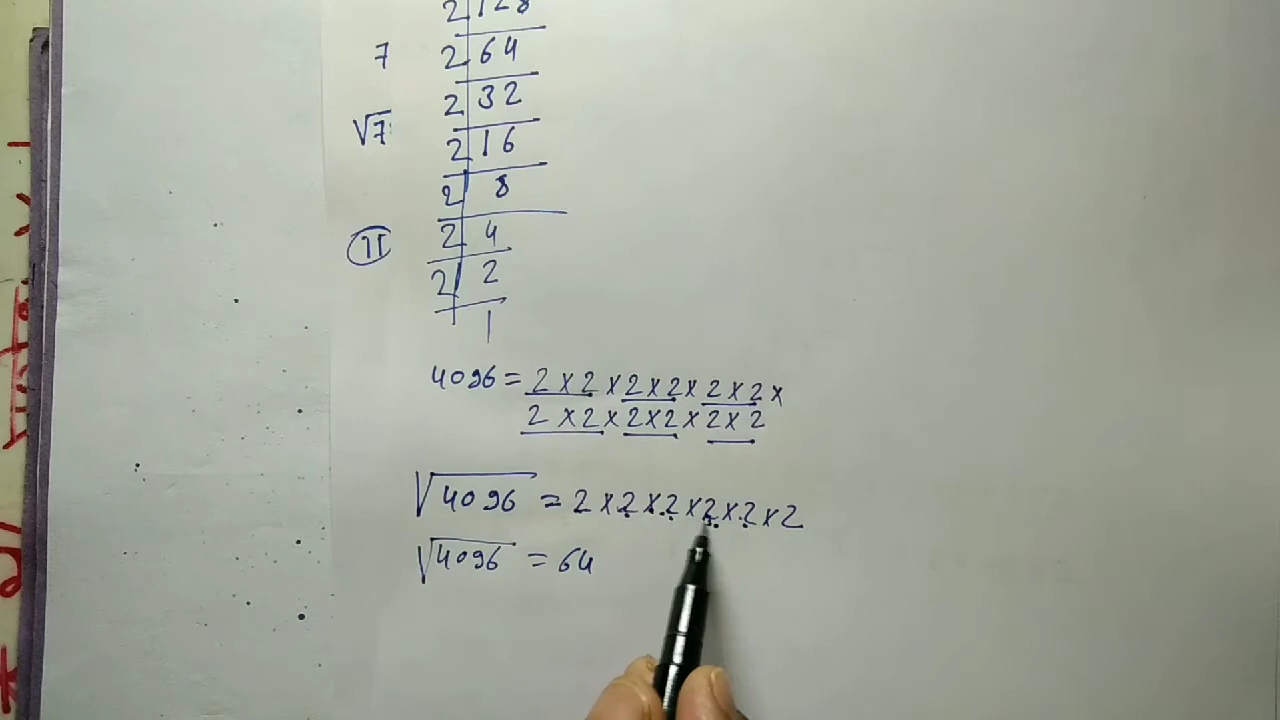 2 128
7 2 64
2 32
√7 2 16
2 8
II 2 4
2 2
1
4096 = 2 × 2 × 2 × 2 × 2 × 2 ×
2 × 2 × 2 × 2 × 2 × 2
√4096 = 2 × 2 × 2 × 2 × 2 × 2
√4096 = 64